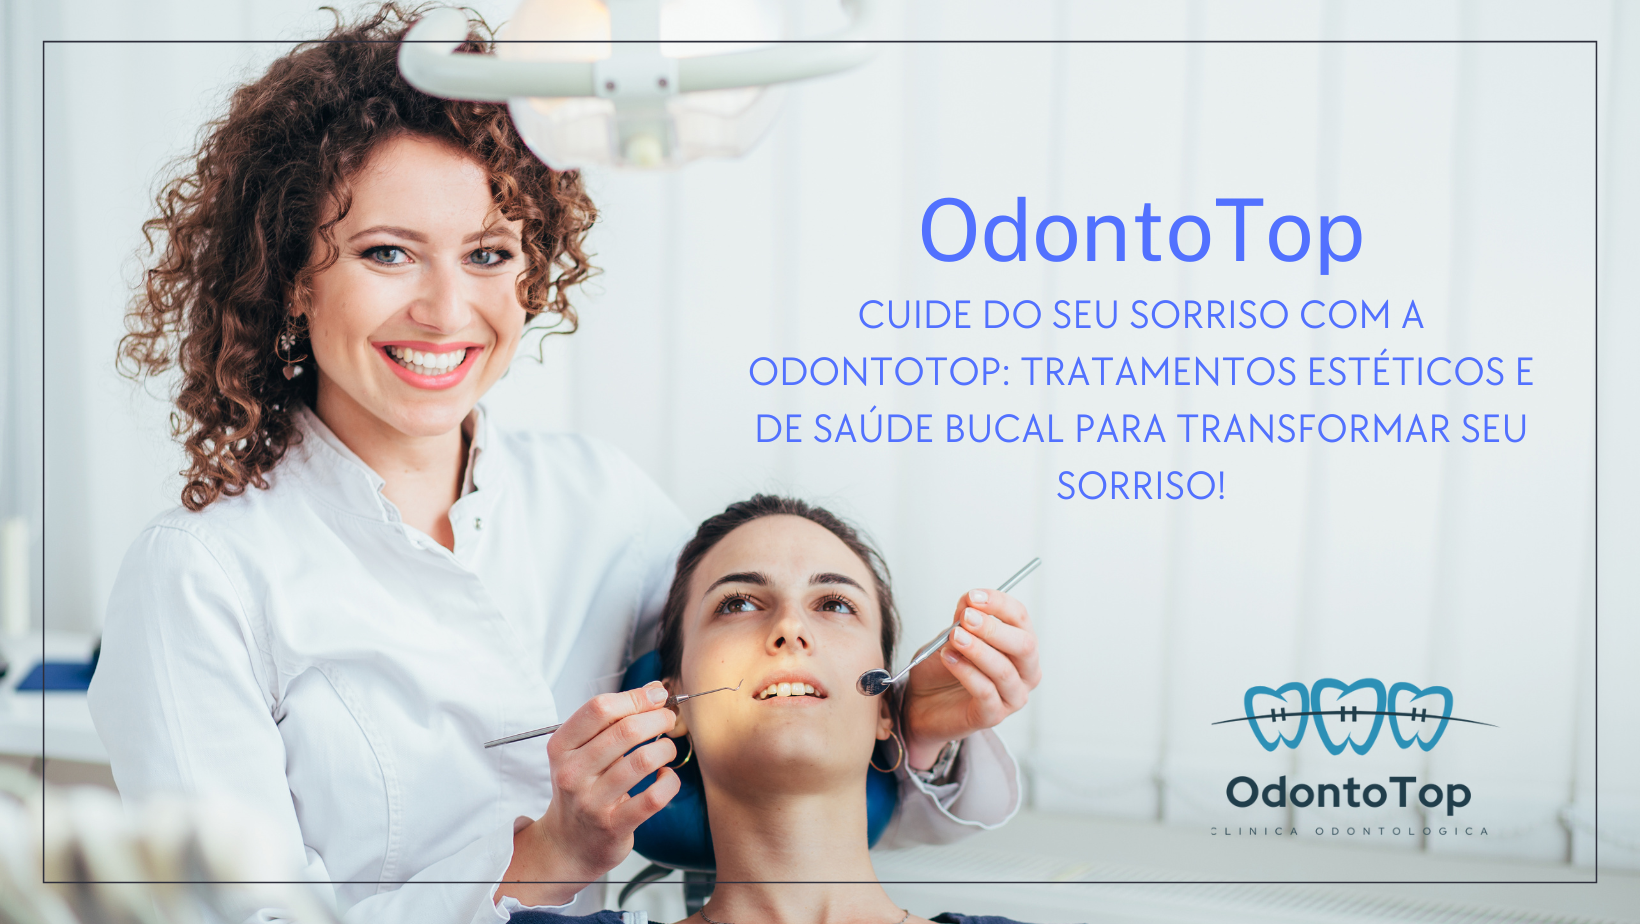 OdontoTop
CUIDE DO SEU SORRISO COM A
ODONTOTOP: TRATAMENTOS ESTÉTICOS E
DE SAÚDE BUCAL PARA TRANSFORMAR SEU
SORRISO!
OdontoTop
CLINICA ODONTOLOGICA